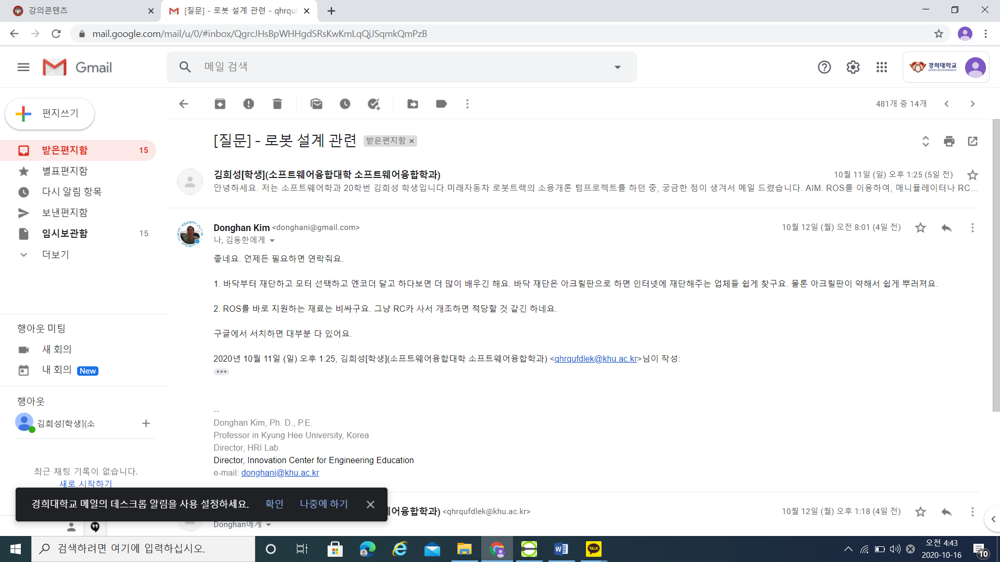 강의콘텐츠
[질문] - 로봇 설계 관련 - qhrquf
mail.google.com/mail/u/0/#inbox/QgrcJHsBpWHHgdSRsKwKmLqQjJSqmkQmPzB
Gmail
메일 검색
경희대학교
KYUNG HEE UNIVERSITY
편지쓰기
481개 중 14개
받은편지함 15
별표편지함
다시 알림 항목
보낸편지함
임시보관함 15
더보기
행아웃 미팅
새 회의
내 회의 New
행아웃
김희성[학생](소
최근 채팅 기록이 없습니다.
새로 시작하기
[질문] - 로봇 설계 관련 받은편지함
김희성[학생](소프트웨어융합대학 소프트웨어융합학과) 10월 11일 (일) 오후 1:25 (5일 전)
안녕하세요. 저는 소프트웨어학과 20학번 김희성 학생입니다.미래자동차 로봇트랙의 소융개론 텀프로젝트를 하던 중, 궁금한 점이 생겨서 메일 드렸습니다. AIM. ROS를 이용하여, 매니퓰레이터나 RC...
Donghan Kim <donghani@gmail.com> 10월 12일 (월) 오전 8:01 (4일 전)
나, 김동한에게
좋네요. 언제든 필요하면 연락줘요.
1. 바닥부터 재단하고 모터 선택하고 엔코더 달고 하다보면 더 많이 배우긴 해요. 바닥 재단은 아크릴판으로 하면 인터넷에 재단해주는 업체들 쉽게 찾구요. 물론 아크릴판이 약해서 쉽게 뿌러져요.
2. ROS를 바로 지원하는 재료는 비싸구요. 그냥 RC카 사서 개조하면 적당할 것 같긴 하네요.
구글에서 서치하면 대부분 다 있어요.
2020년 10월 11일 (일) 오후 1:25, 김희성[학생](소프트웨어융합대학 소프트웨어융합학과) <qhrqufdlek@khu.ac.kr>님이 작성:
--
Donghan Kim, Ph. D., P.E.
Professor in Kyung Hee University, Korea
Director, HRI Lab.
Director, Innovation Center for Engineering Education
e-mail: donghani@khu.ac.kr
경희대학교 메일의 데스크톱 알림을 사용 설정하세요. 확인 나중에 하기
어융합학과) <qhrqufdlek@khu.ac.kr> 10월 12일 (월) 오후 1:18 (4일 전)
Donghan에게
검색하려면 여기에 입력하십시오.
TALK
오전 4:43
2020-10-16
10